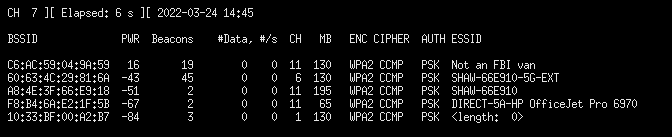 CH 7 ][ Elapsed: 6 s ][ 2022-03-24 14:45
BSSID PWR Beacons #Data, #/s CH MB ENC CIPHER AUTH ESSID
C6:AC:59:04:9A:59 16 19 0 0 11 130 WPA2 CCMP PSK Not an FBI van
60:63:4C:29:81:6A -43 45 0 0 6 130 WPA2 CCMP PSK SHAW-66E910-5G-EXT
A8:4E:3F:66:E9:18 -51 2 0 0 11 195 WPA2 CCMP PSK SHAW-66E910
F8:B4:6A:E2:1F:5B -67 2 0 0 11 65 WPA2 CCMP PSK DIRECT-5A-HP OfficeJet Pro 6970
10:33:BF:00:A2:B7 -84 3 0 0 1 130 WPA2 CCMP PSK <length: 0>